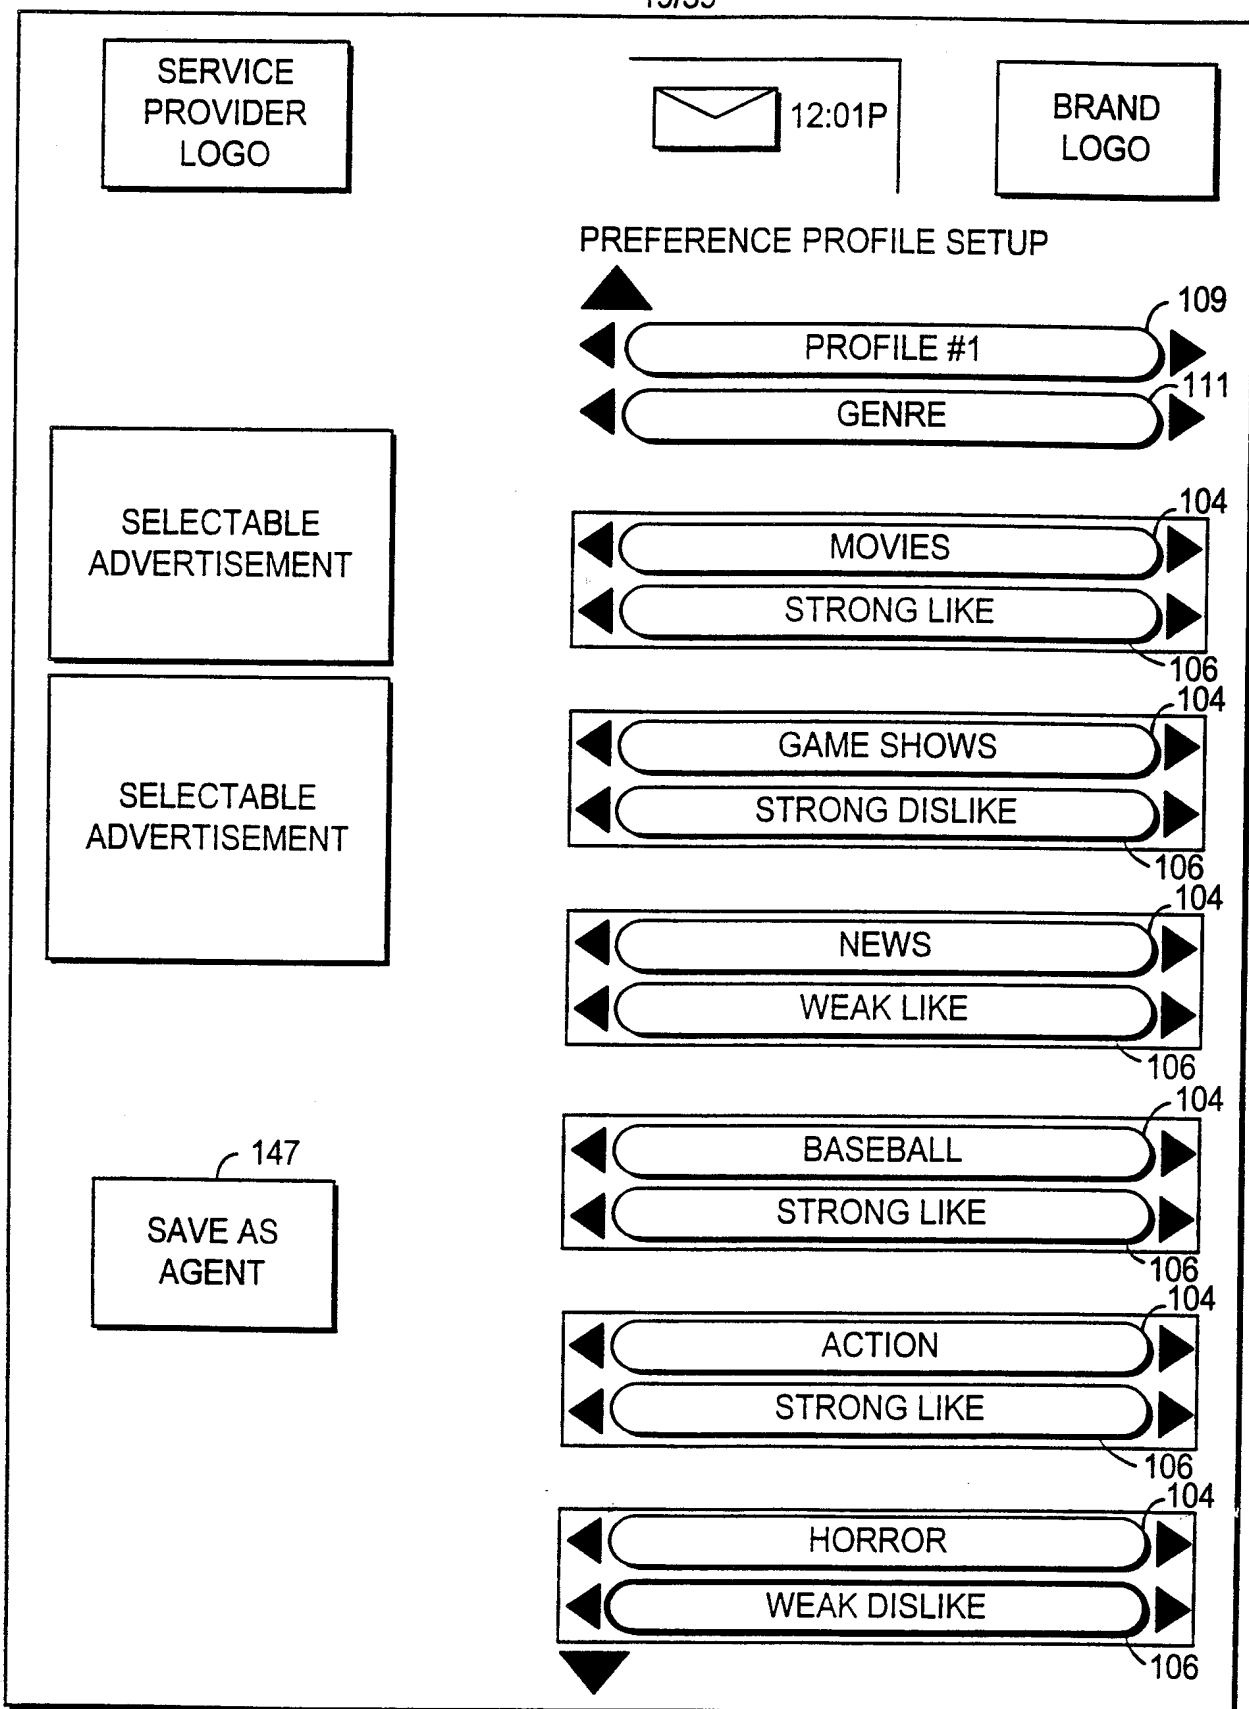 SERVICE
PROVIDER
LOGO
12:01P
BRAND
LOGO
PREFERENCE PROFILE SETUP
109
PROFILE #1
111
GENRE
SELECTABLE
ADVERTISEMENT
104
MOVIES
STRONG LIKE
106
SELECTABLE
ADVERTISEMENT
104
GAME SHOWS
STRONG DISLIKE
106
104
NEWS
WEAK LIKE
106
147
SAVE AS
AGENT
104
BASEBALL
STRONG LIKE
106
104
ACTION
STRONG LIKE
106
104
HORROR
WEAK DISLIKE
106